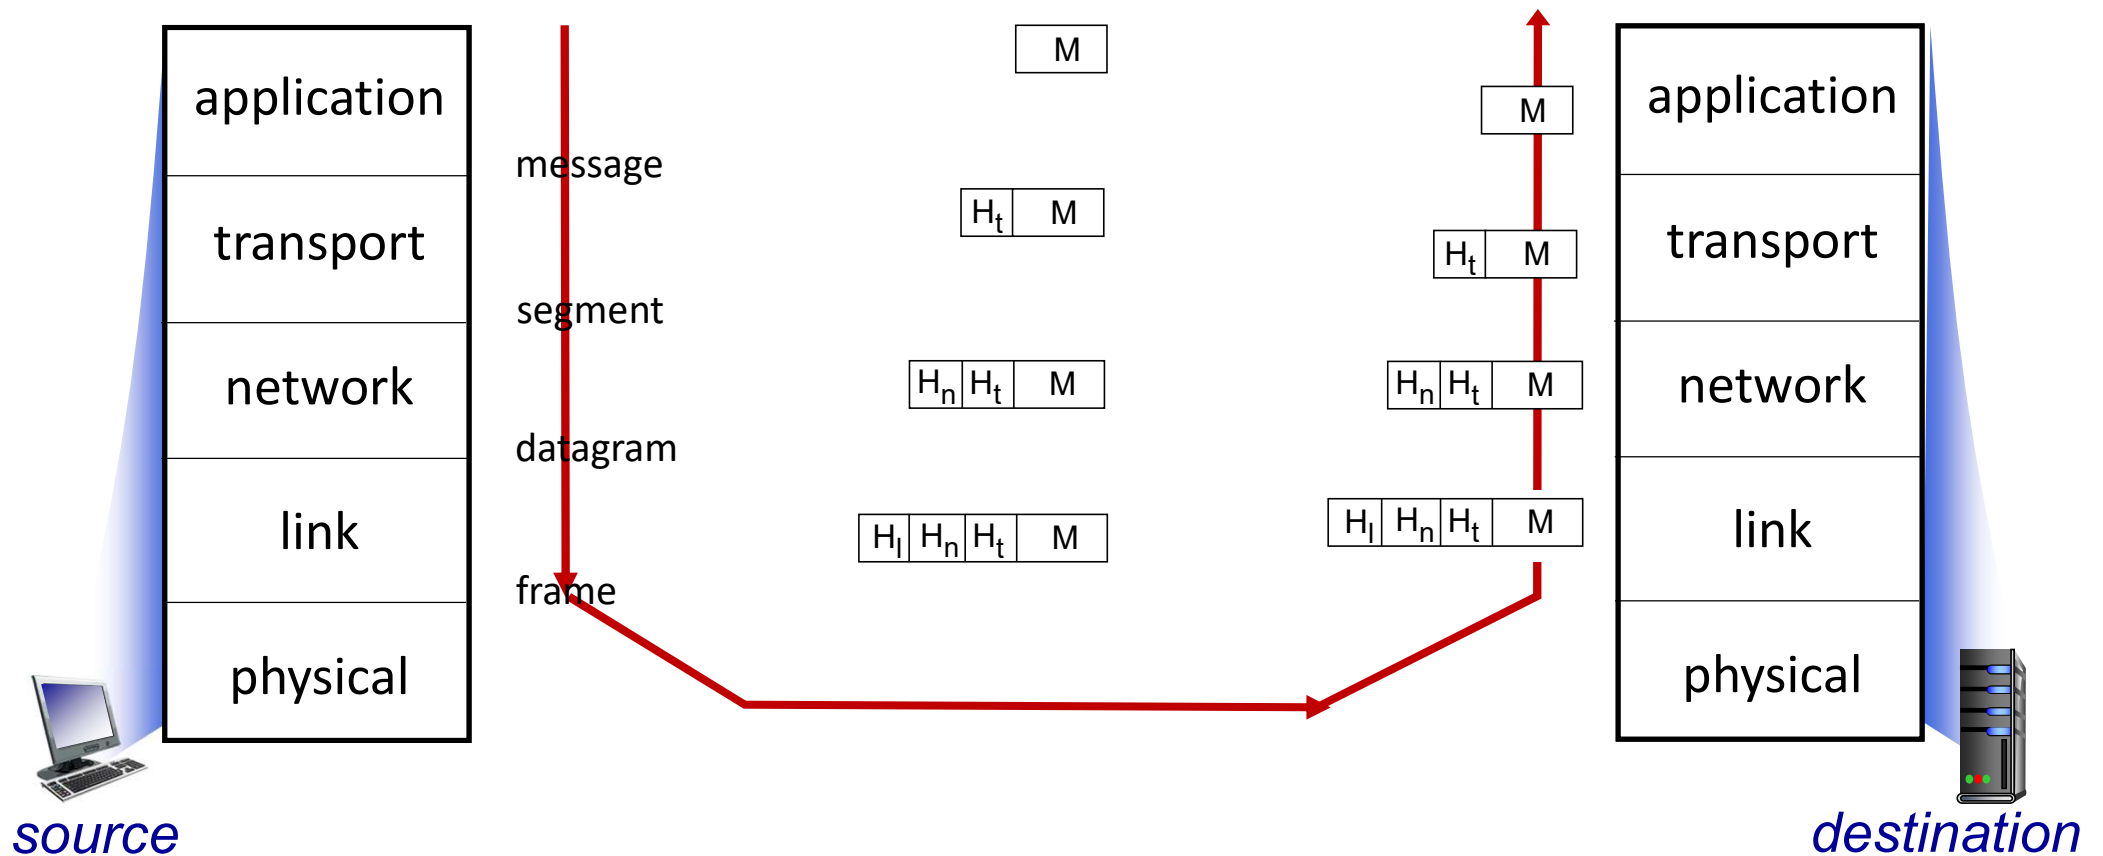 application
transport
network
link
physical
source
message
segment
datagram
frame
M
Ht M
Hn Ht M
Hl Hn Ht M
M
Ht M
Hn Ht M
Hl Hn Ht M
application
transport
network
link
physical
destination